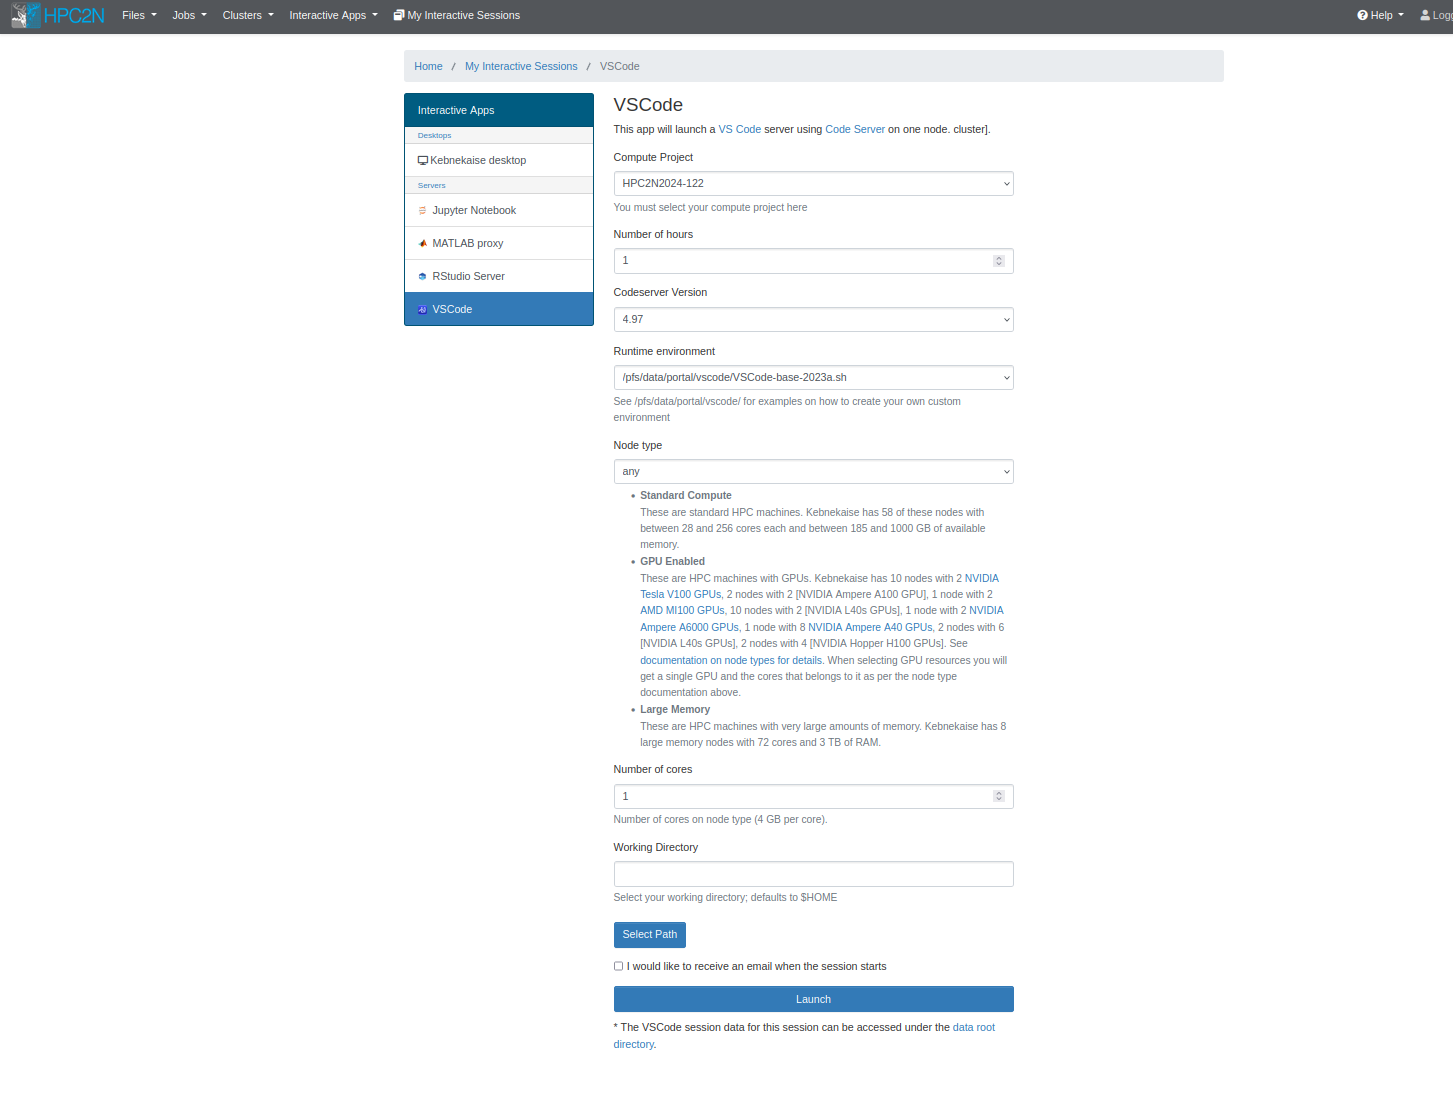 HPC2N Files Jobs Clusters Interactive Apps My Interactive Sessions Help
Home / My Interactive Sessions / VSCode
Interactive Apps
Desktops
Kebnekaise desktop
Servers
Jupyter Notebook
MATLAB proxy
RStudio Server
VSCode
VSCode
This app will launch a VS Code server using Code Server on one node. cluster].
Compute Project
HPC2N2024-122
You must select your compute project here
Number of hours
1
Codeserver Version
4.97
Runtime environment
/pfs/data/portal/vscode/VSCode-base-2023a.sh
See /pfs/data/portal/vscode/ for examples on how to create your own custom
environment
Node type
any
• Standard Compute
These are standard HPC machines. Kebnekaise has 58 of these nodes with
between 28 and 256 cores each and between 185 and 1000 GB of available
memory.
• GPU Enabled
These are HPC machines with GPUs. Kebnekaise has 10 nodes with 2 NVIDIA
Tesla V100 GPUs, 2 nodes with 2 [NVIDIA Ampere A100 GPU], 1 node with 2
AMD MI100 GPUs, 10 nodes with 2 [NVIDIA L40s GPUs], 1 node with 2 NVIDIA
Ampere A6000 GPUs, 1 node with 8 NVIDIA Ampere A40 GPUs, 2 nodes with 6
[NVIDIA L40s GPUs], 2 nodes with 4 [NVIDIA Hopper H100 GPUs]. See
documentation on node types for details. When selecting GPU resources you will
get a single GPU and the cores that belongs to it as per the node type
documentation above.
• Large Memory
These are HPC machines with very large amounts of memory. Kebnekaise has 8
large memory nodes with 72 cores and 3 TB of RAM.
Number of cores
1
Number of cores on node type (4 GB per core).
Working Directory
Select your working directory; defaults to $HOME
Select Path
I would like to receive an email when the session starts
Launch
* The VSCode session data for this session can be accessed under the data root
directory.